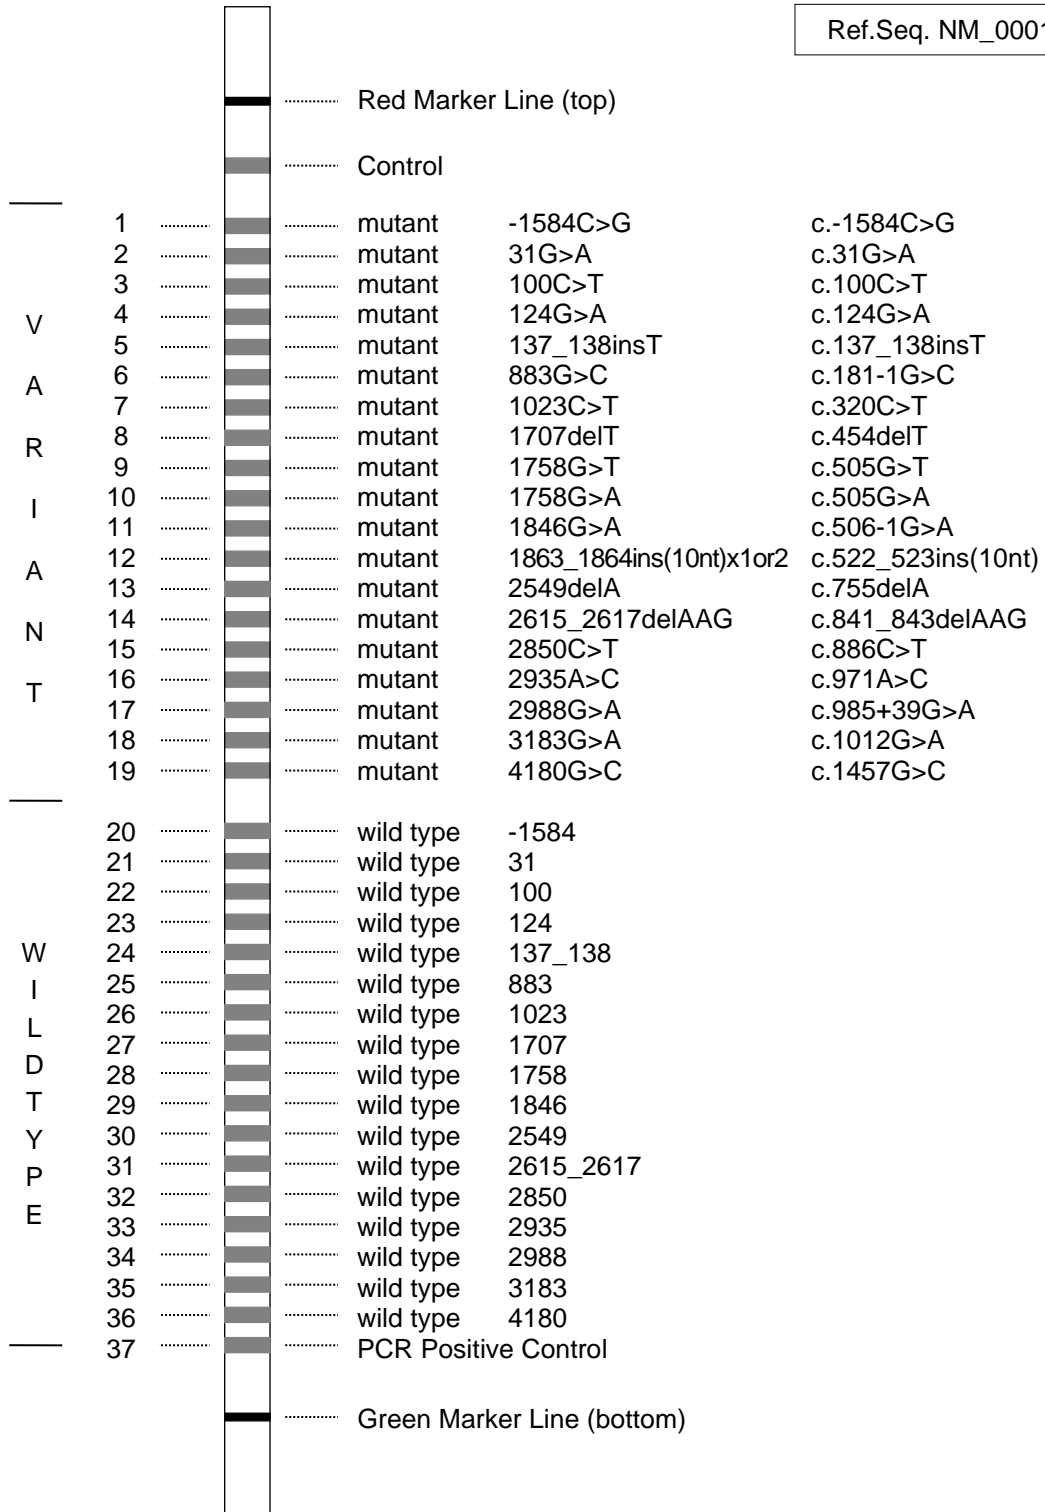 Ref.Seq. NM_0001
Red Marker Line (top)
Control
1 mutant -1584C>G c.-1584C>G
2 mutant 31G>A c.31G>A
3 mutant 100C>T c.100C>T
4 mutant 124G>A c.124G>A
5 mutant 137_138insT c.137_138insT
6 mutant 883G>C c.181-1G>C
7 mutant 1023C>T c.320C>T
8 mutant 1707delT c.454delT
9 mutant 1758G>T c.505G>T
10 mutant 1758G>A c.505G>A
11 mutant 1846G>A c.506-1G>A
12 mutant 1863_1864ins(10nt)x1or2 c.522_523ins(10nt)
13 mutant 2549delA c.755delA
14 mutant 2615_2617delAAG c.841_843delAAG
15 mutant 2850C>T c.886C>T
16 mutant 2935A>C c.971A>C
17 mutant 2988G>A c.985+39G>A
18 mutant 3183G>A c.1012G>A
19 mutant 4180G>C c.1457G>C
VARIANT
20 wild type -1584
21 wild type 31
22 wild type 100
23 wild type 124
24 wild type 137_138
25 wild type 883
26 wild type 1023
27 wild type 1707
28 wild type 1758
29 wild type 1846
30 wild type 2549
31 wild type 2615_2617
32 wild type 2850
33 wild type 2935
34 wild type 2988
35 wild type 3183
36 wild type 4180
37 PCR Positive Control
WILDTYPE
Green Marker Line (bottom)